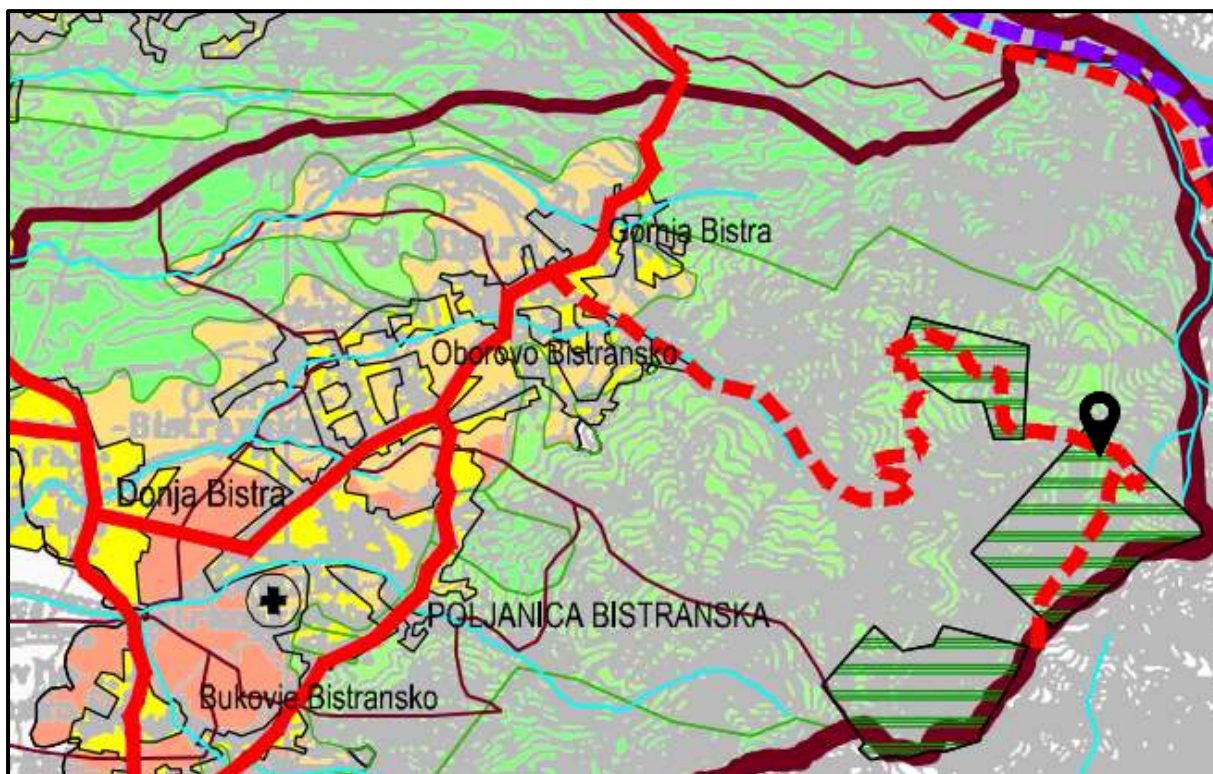 Gornja Bistra
Oborovo Bistransko
Donja Bistra
POLJANICA BISTRANSKA
Bukovje Bistransko